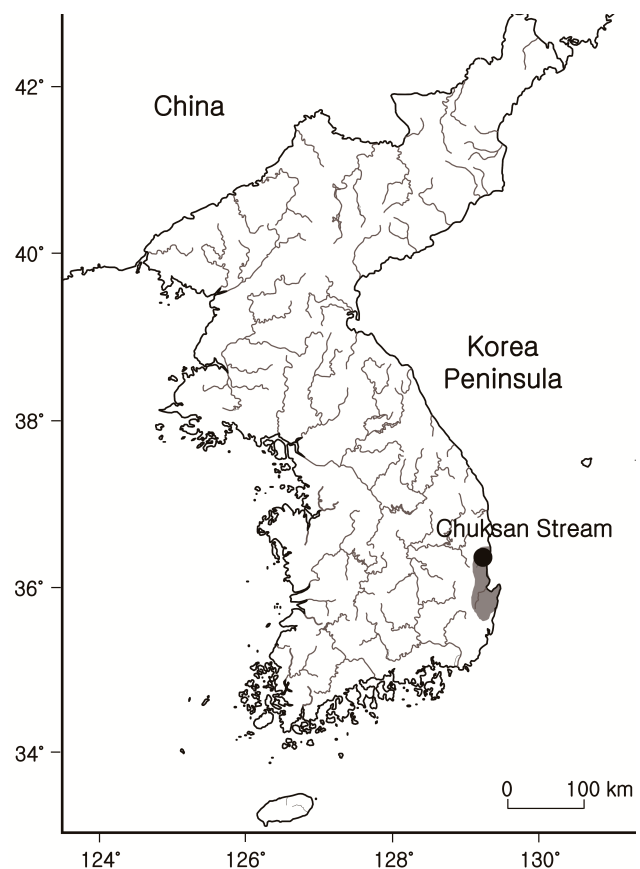 42˚
China
40˚
Korea
Peninsula
38˚
Chuksan Stream
36˚
34˚
0 100 km
124˚ 126˚ 128˚ 130˚